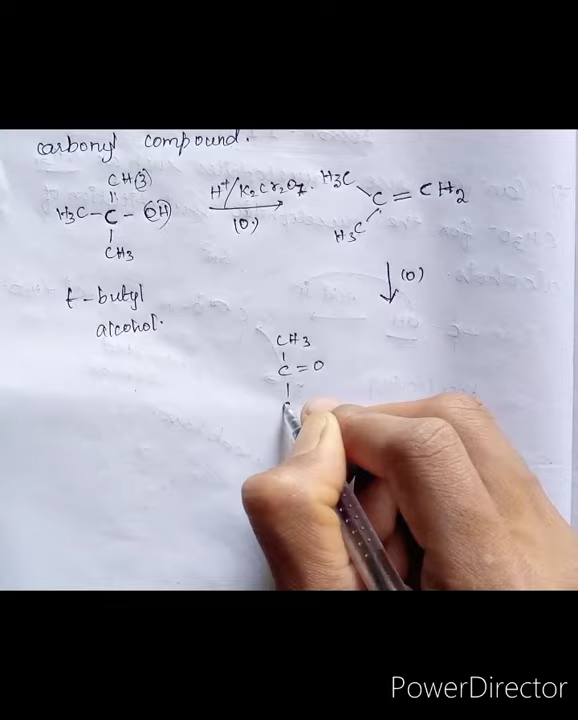 carbonyl compound.
CH3
H3C-C-OH
CH3
H+/K2Cr2O7.
(O)
H3C
C=CH2
H3C
t-butyl
alcohol.
(O)
CH3
C=O
PowerDirector